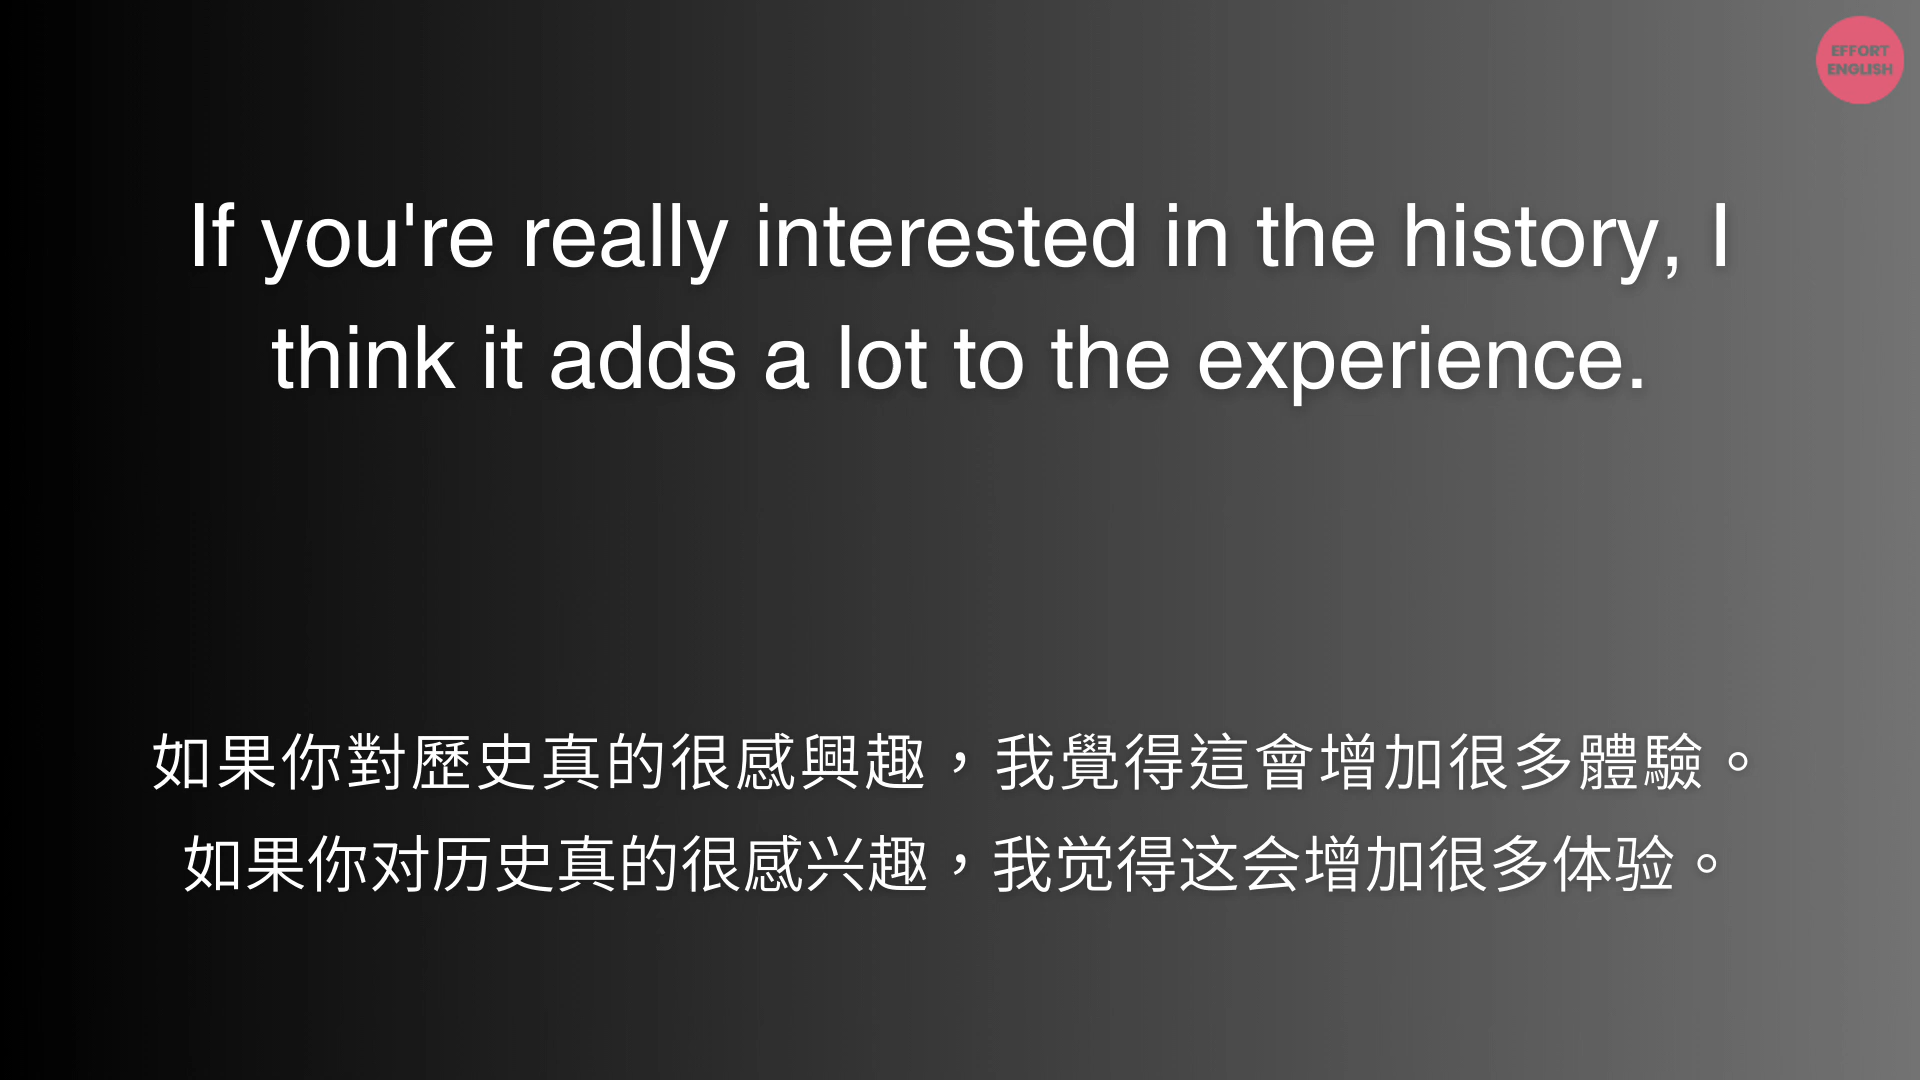 EFFORT
ENGLISH
If you're really interested in the history, I
think it adds a lot to the experience.
如果你對歷史真的很感興趣，我覺得這會增加很多體驗。
如果你对历史真的很感兴趣，我觉得这会增加很多体验。